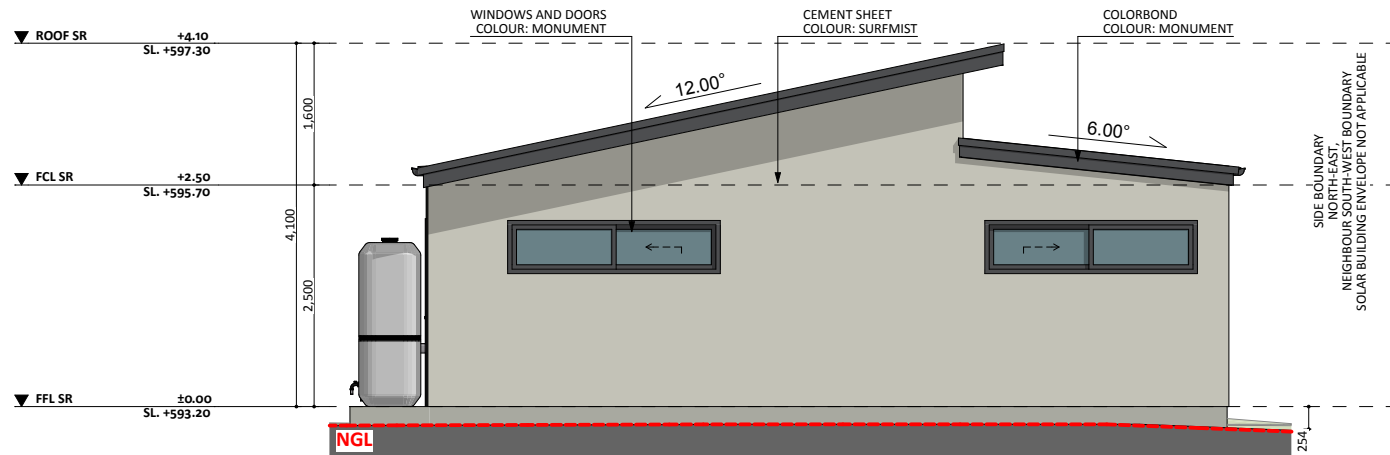 WINDOWS AND DOORS
COLOUR: MONUMENT
CEMENT SHEET
COLOUR: SURFMIST
COLORBOND
COLOUR: MONUMENT
ROOF SR +4.10
SL. +597.30
12.00°
6.00°
1,600
FCL SR +2.50
SL. +595.70
4,100
2,500
SIDE BOUNDARY
NORTH-EAST,
NEIGHBOUR SOUTH-WEST BOUNDARY
SOLAR BUILDING ENVELOPE NOT APPLICABLE
FFL SR ±0.00
SL. +593.20
NGL
254